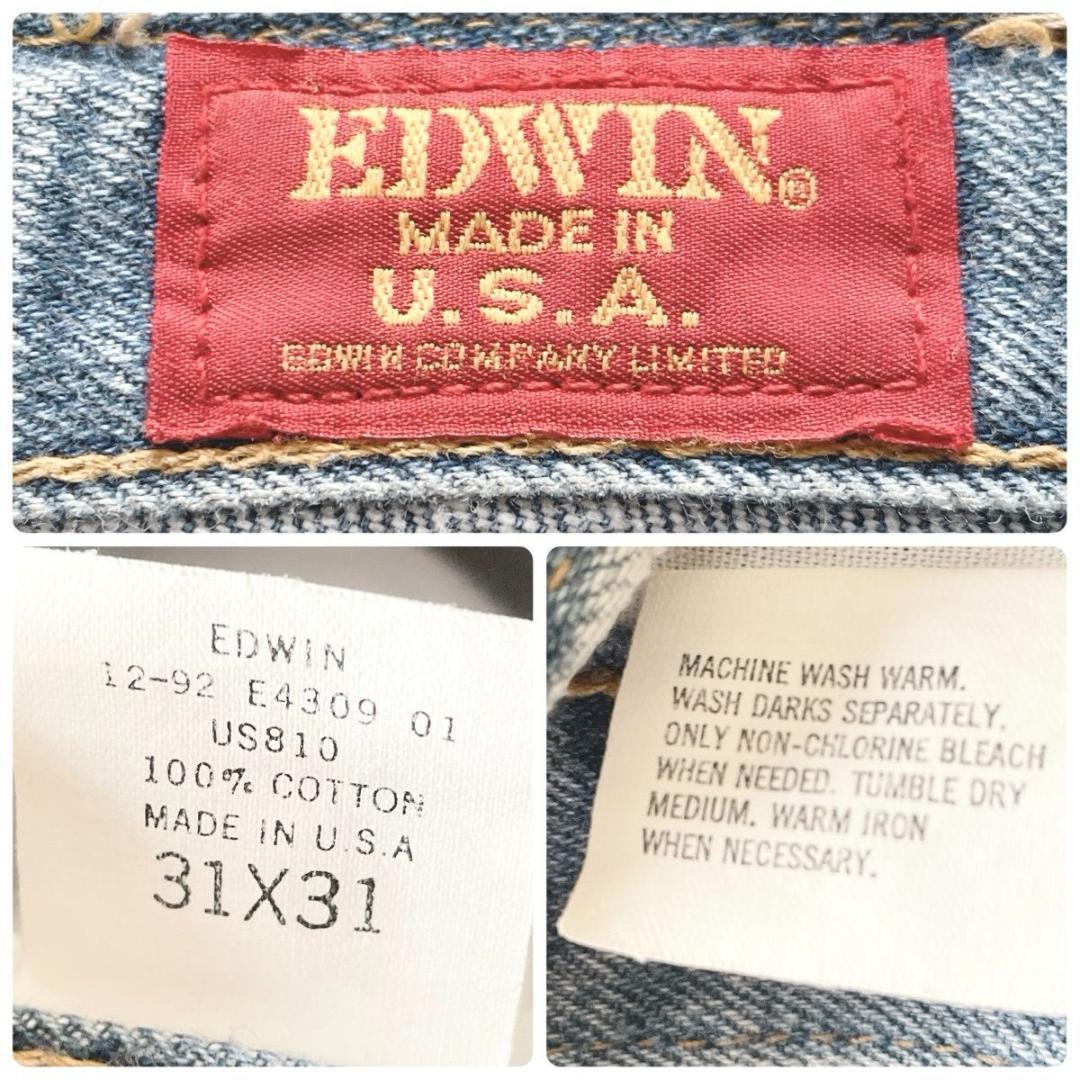 EDWIN®
MADE IN
U.S.A.
EDWIN COMPANY LIMITED
EDWIN
12-92 E4309 01
US810
100% COTTON
MADE IN U.S.A
31X31
MACHINE WASH WARM.
WASH DARKS SEPARATELY.
ONLY NON-CHLORINE BLEACH
WHEN NEEDED. TUMBLE DRY
MEDIUM. WARM IRON
WHEN NECESSARY.